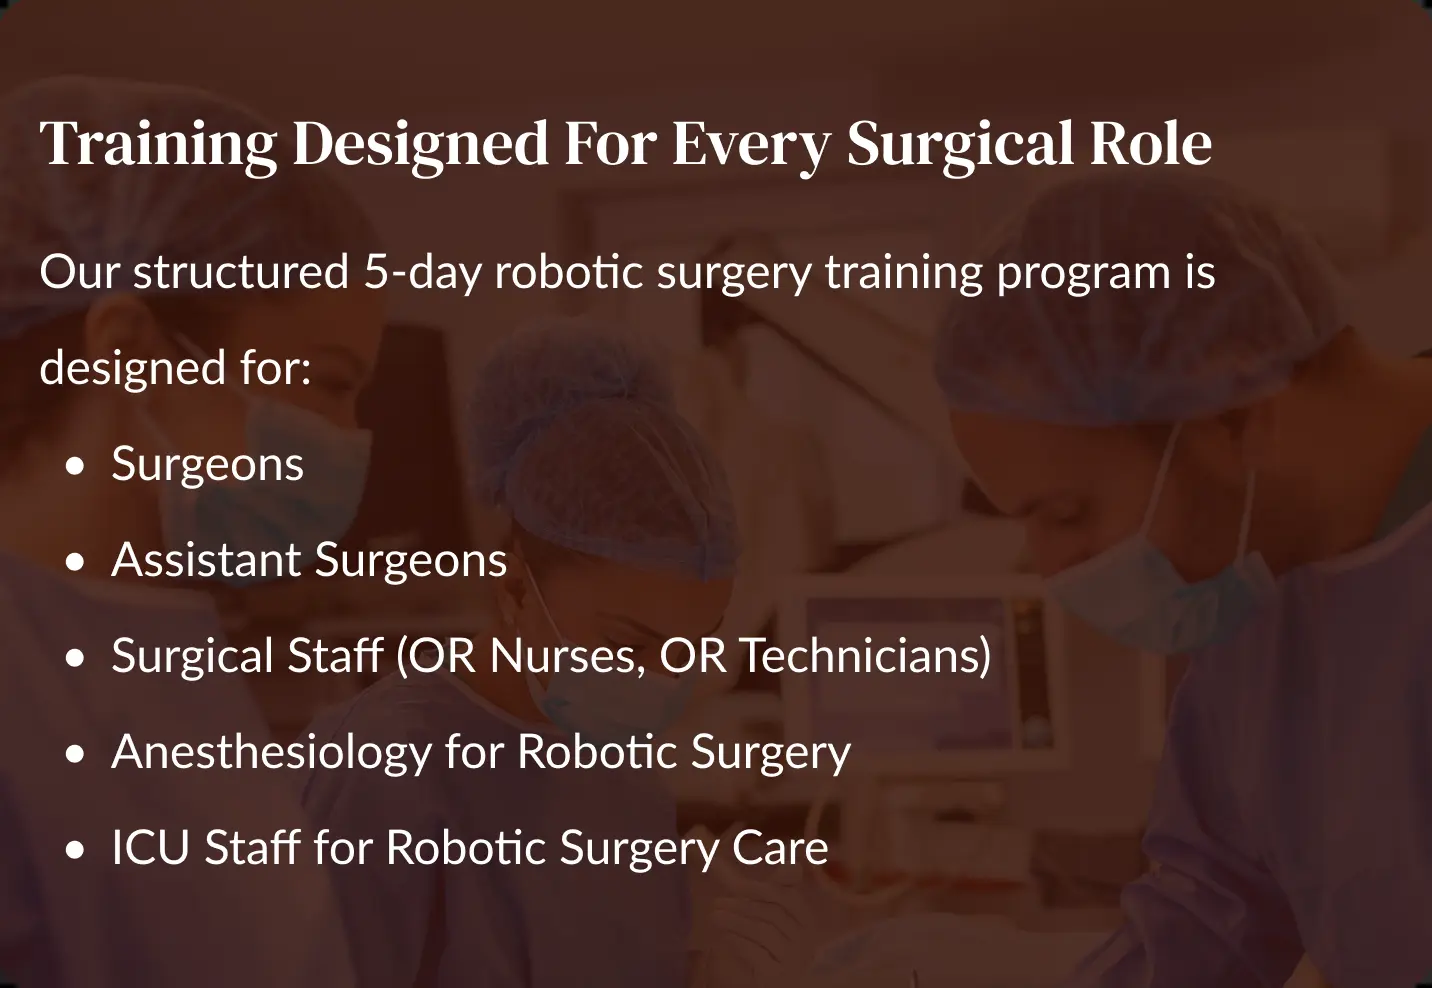 Training Designed For Every Surgical Role
Our structured 5-day robotic surgery training program is
designed for:
• Surgeons
• Assistant Surgeons
• Surgical Staff (OR Nurses, OR Technicians)
• Anesthesiology for Robotic Surgery
• ICU Staff for Robotic Surgery Care